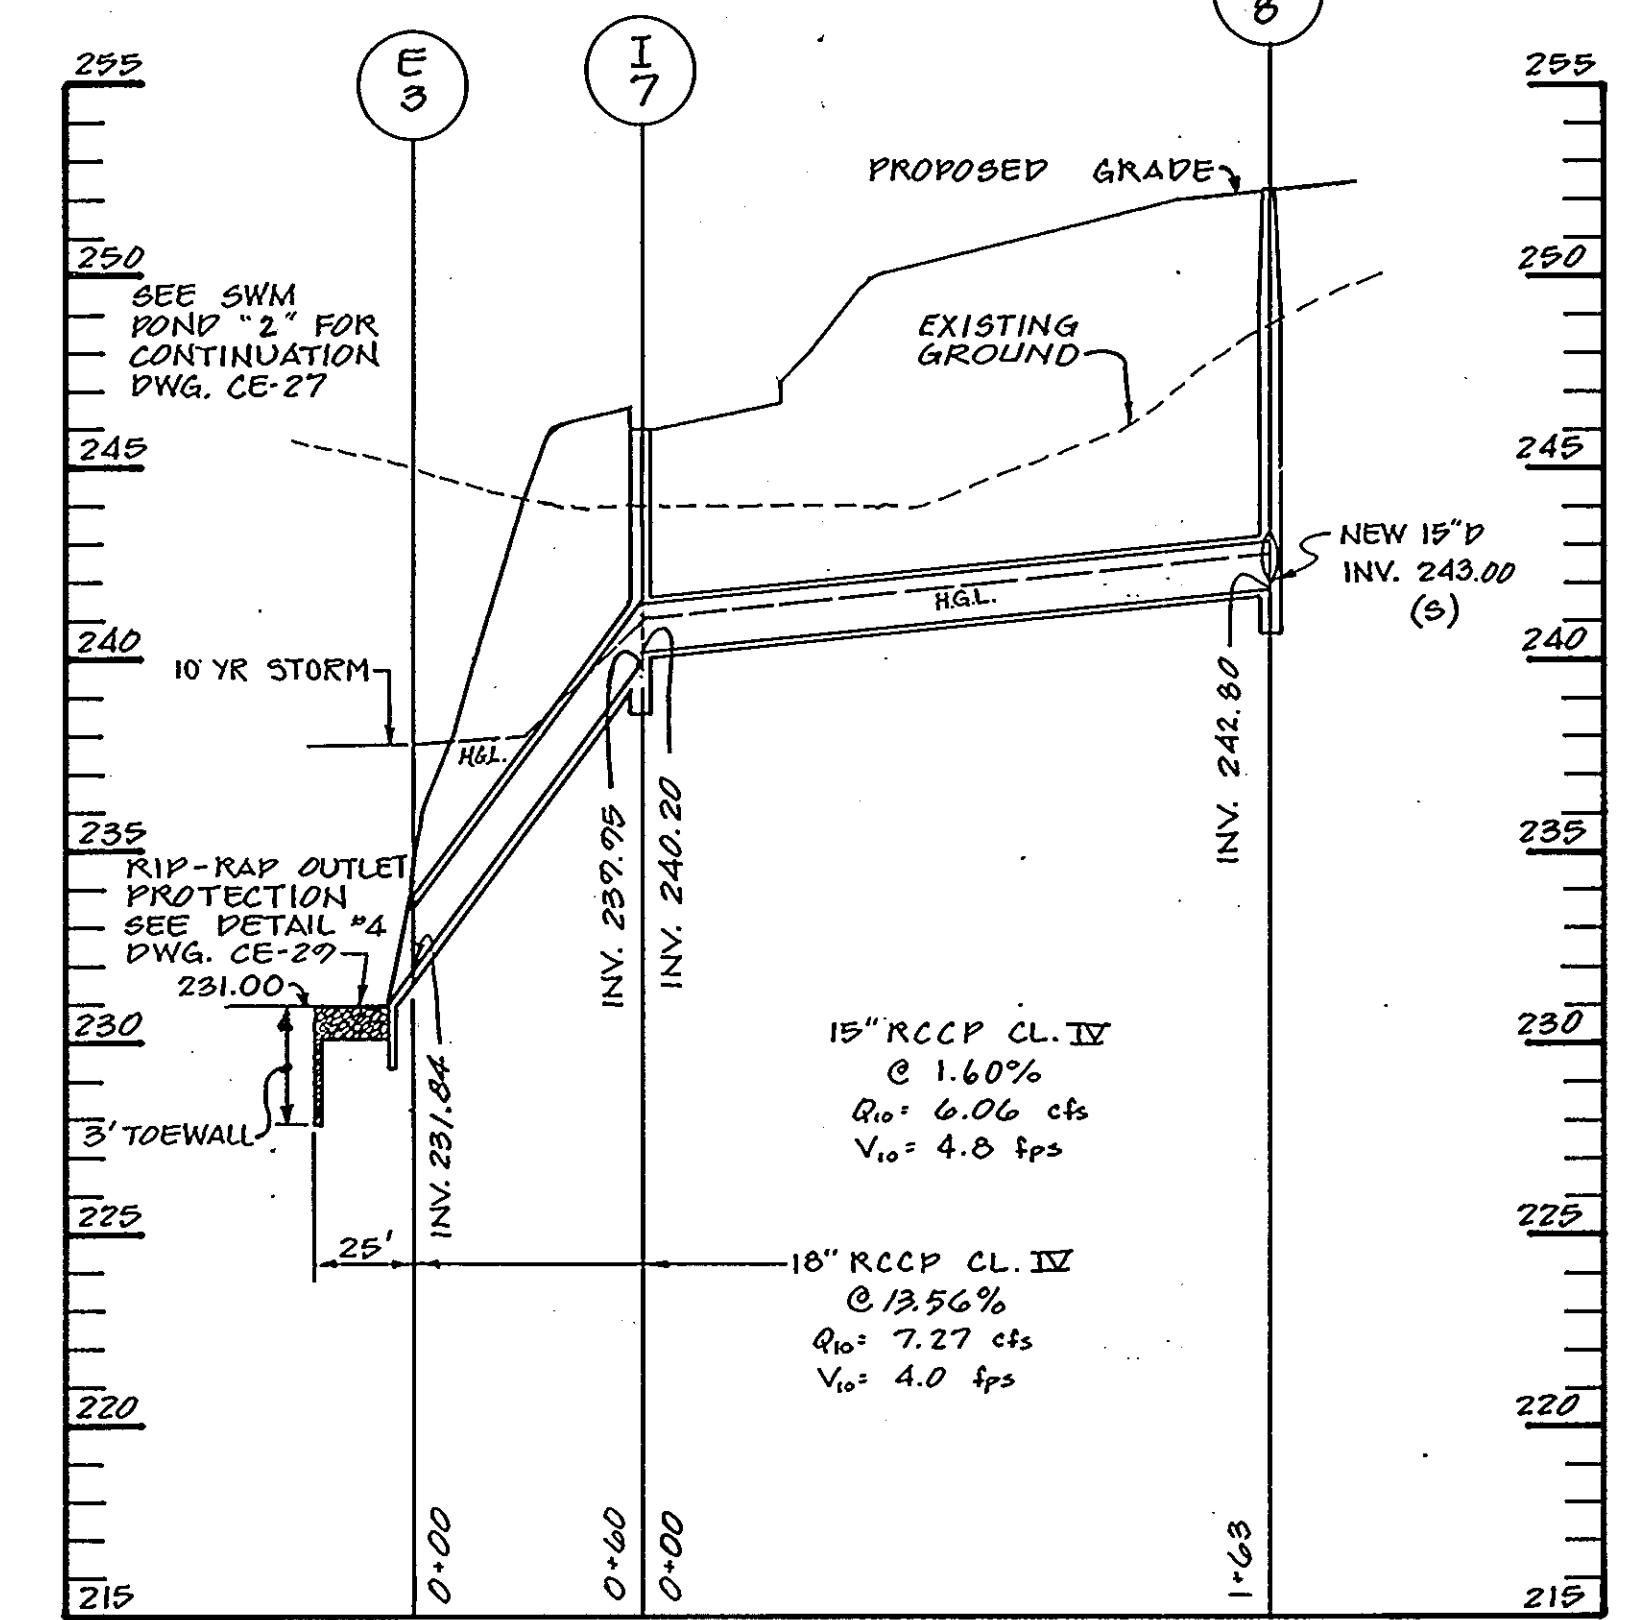 E
3
I
7
8
255
255
PROPOSED GRADE
250
250
SEE SWM
POND "2" FOR
CONTINUATION
DWG. CE-27
EXISTING
GROUND
245
245
NEW 15"D
INV. 243.00
(S)
H.G.L.
240
240
10 YR STORM
HGL.
INV. 239.95
INV. 240.20
INV. 242.80
235
235
RIP-RAP OUTLET
PROTECTION
SEE DETAIL #4
DWG. CE-29
231.00
230
230
INV. 231.84
15" RCCP CL. IV
@ 1.60%
Q10= 6.06 cfs
V10= 4.8 fps
3' TOEWALL
225
225
25'
18" RCCP CL. IV
@ 13.56%
Q10= 7.27 cfs
V10= 4.0 fps
220
220
0+00
0+60
0+00
1+63
215
215